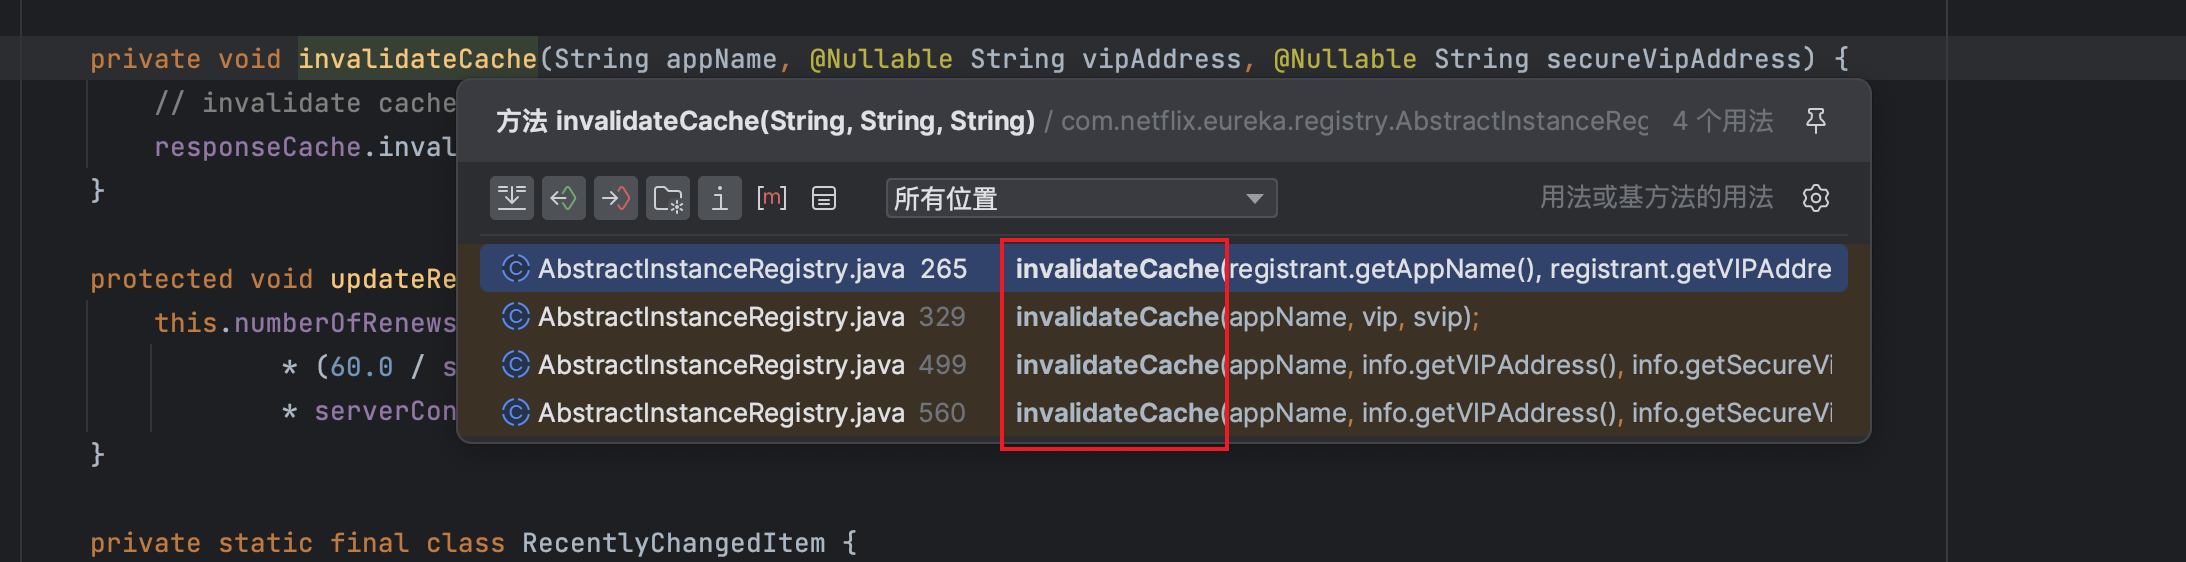 private void invalidateCache(String appName, @Nullable String vipAddress, @Nullable String secureVipAddress) {
// invalidate cache
responseCache.inval
}
protected void updateRe
this.numberOfRenews
* (60.0 / s
* serverCon
}
private static final class RecentlyChangedItem {
方法 invalidateCache(String, String, String) / com.netflix.eureka.registry.AbstractInstanceReg 4 个用法
[m] 所有位置 用法或基方法的用法
AbstractInstanceRegistry.java 265 invalidateCache(registrant.getAppName(), registrant.getVIPAddre
AbstractInstanceRegistry.java 329 invalidateCache(appName, vip, svip);
AbstractInstanceRegistry.java 499 invalidateCache(appName, info.getVIPAddress(), info.getSecureVi
AbstractInstanceRegistry.java 560 invalidateCache(appName, info.getVIPAddress(), info.getSecureVi